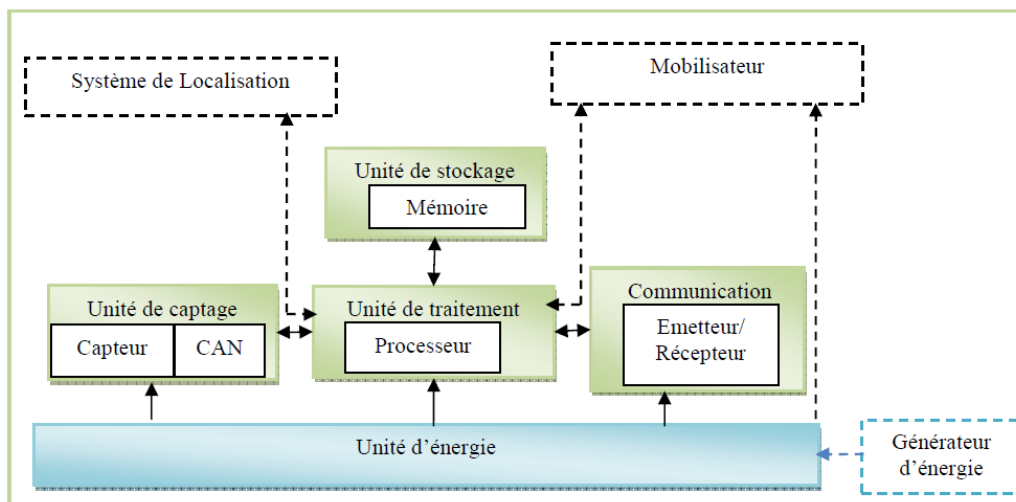 Système de Localisation
Mobilisateur
Unité de stockage
Mémoire
Unité de captage
Capteur
CAN
Unité de traitement
Processeur
Communication
Emetteur/
Récepteur
Unité d’énergie
Générateur
d’énergie